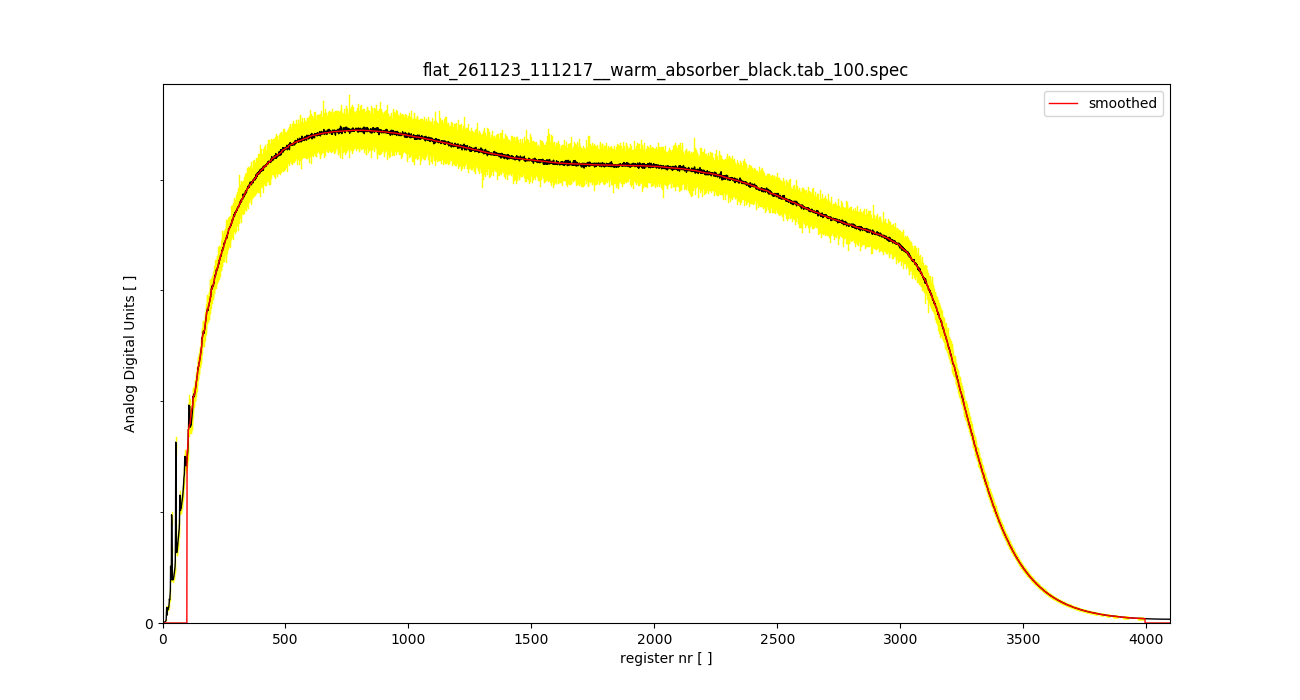 flat_261123_111217__warm_absorber_black.tab_100.spec
smoothed
Analog Digital Units [ ]
0
0 500 1000 1500 2000 2500 3000 3500 4000
register nr [ ]